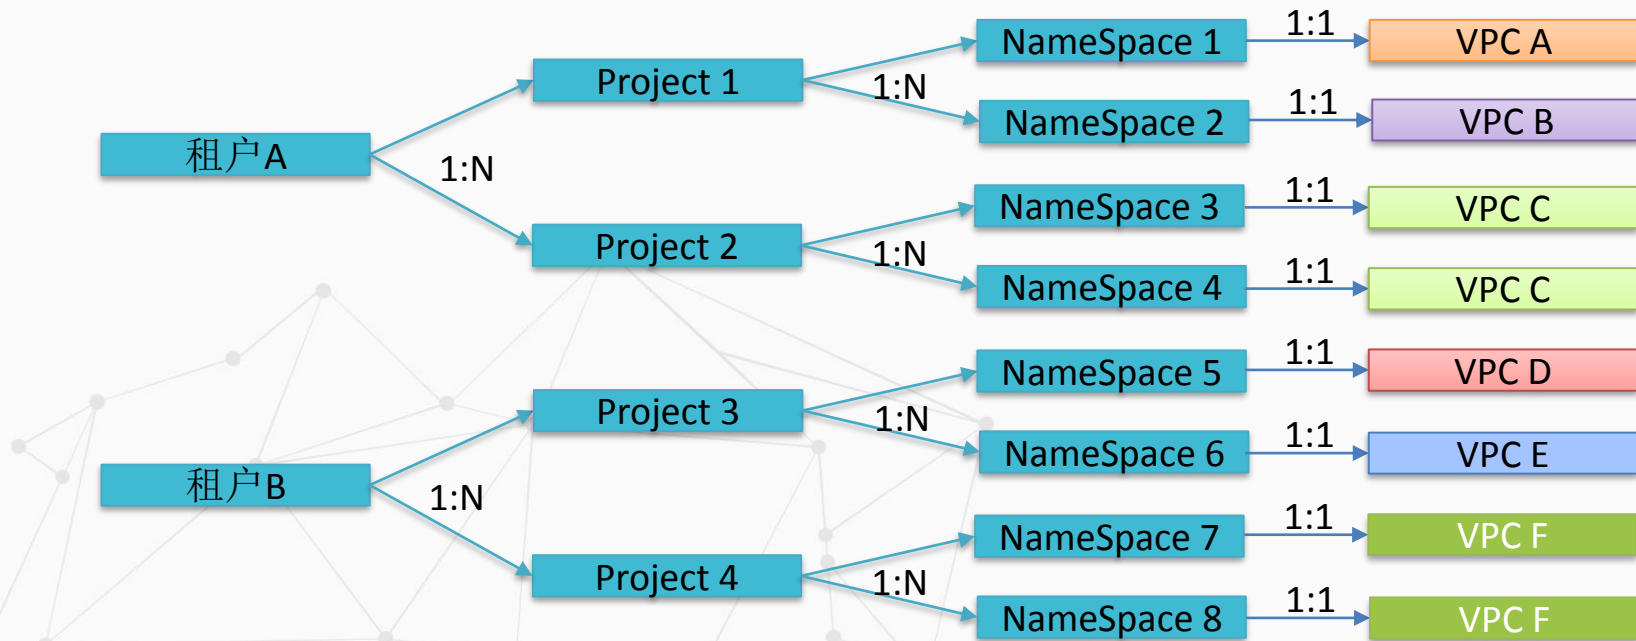 租户A
1:N
Project 1
1:N
NameSpace 1
1:1
VPC A
NameSpace 2
1:1
VPC B
Project 2
1:N
NameSpace 3
1:1
VPC C
NameSpace 4
1:1
VPC C
租户B
1:N
Project 3
1:N
NameSpace 5
1:1
VPC D
NameSpace 6
1:1
VPC E
Project 4
1:N
NameSpace 7
1:1
VPC F
NameSpace 8
1:1
VPC F